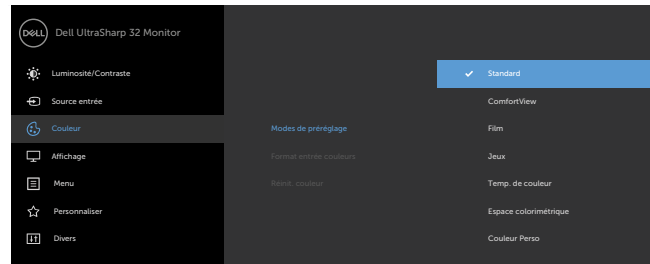 DELL
Dell UltraSharp 32 Monitor
Luminosité/Contraste
Source entrée
Couleur
Affichage
Menu
Personnaliser
Divers
Modes de préréglage
Format entrée couleurs
Réinit. couleur
Standard
ComfortView
Film
Jeux
Temp. de couleur
Espace colorimétrique
Couleur Perso